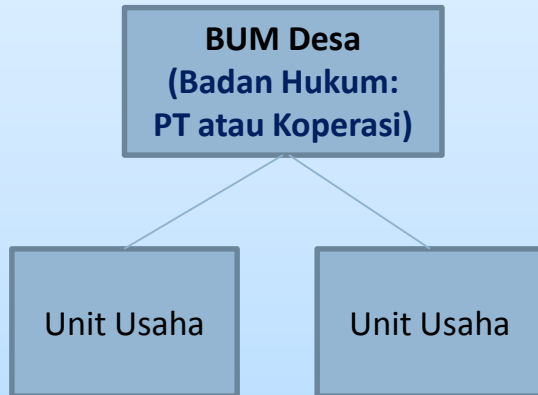 BUM Desa
(Badan Hukum:
PT atau Koperasi)
Unit Usaha
Unit Usaha